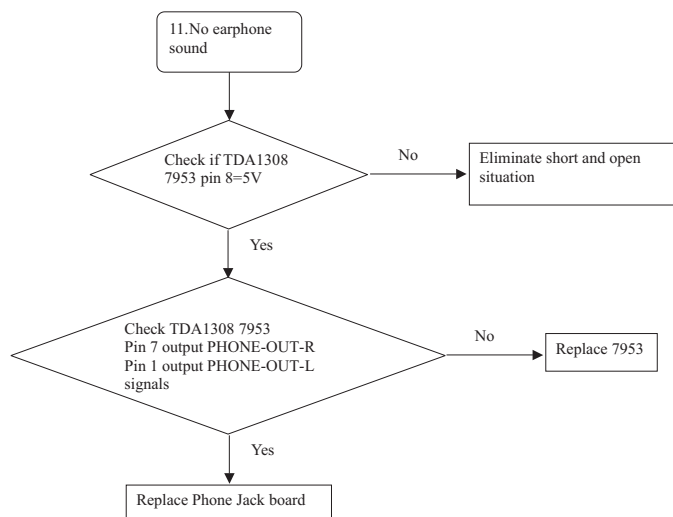 11.No earphone
sound
Check if TDA1308
7953 pin 8=5V
No
Eliminate short and open
situation
Yes
Check TDA1308 7953
Pin 7 output PHONE-OUT-R
Pin 1 output PHONE-OUT-L
signals
No
Replace 7953
Yes
Replace Phone Jack board